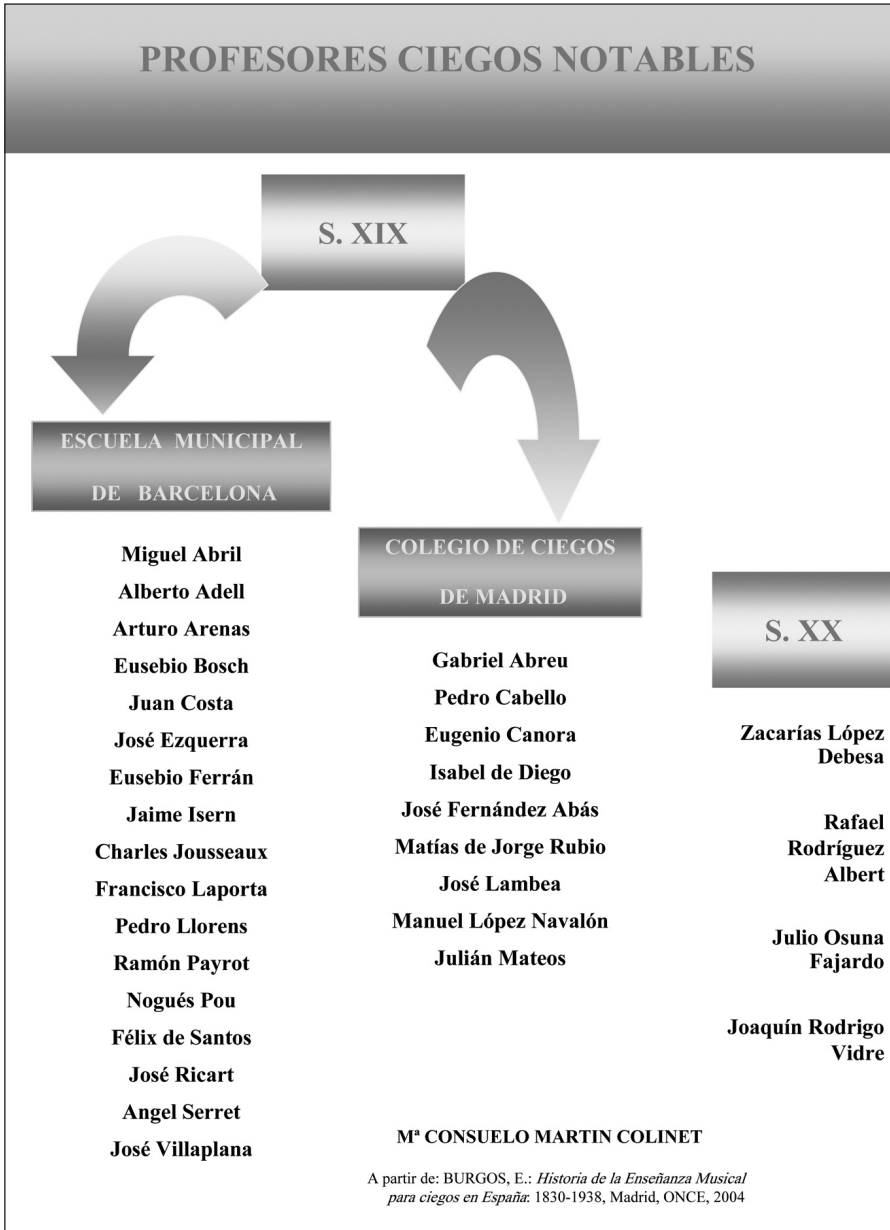 PROFESORES CIEGOS NOTABLES
S. XIX
ESCUELA MUNICIPAL
DE BARCELONA
Miguel Abril
Alberto Adell
Arturo Arenas
Eusebio Bosch
Juan Costa
José Ezquerra
Eusebio Ferrán
Jaime Isern
Charles Jousseaux
Francisco Laporta
Pedro Llorens
Ramón Payrot
Nogués Pou
Félix de Santos
José Ricart
Angel Serret
José Villaplana
COLEGIO DE CIEGOS
DE MADRID
Gabriel Abreu
Pedro Cabello
Eugenio Canora
Isabel de Diego
José Fernández Abás
Matías de Jorge Rubio
José Lambea
Manuel López Navalón
Julián Mateos
S. XX
Zacarías López
Debesa
Rafael
Rodríguez
Albert
Julio Osuna
Fajardo
Joaquín Rodrigo
Vidre
Mª CONSUELO MARTIN COLINET
A partir de: BURGOS, E.: Historia de la Enseñanza Musical
para ciegos en España: 1830-1938, Madrid, ONCE, 2004